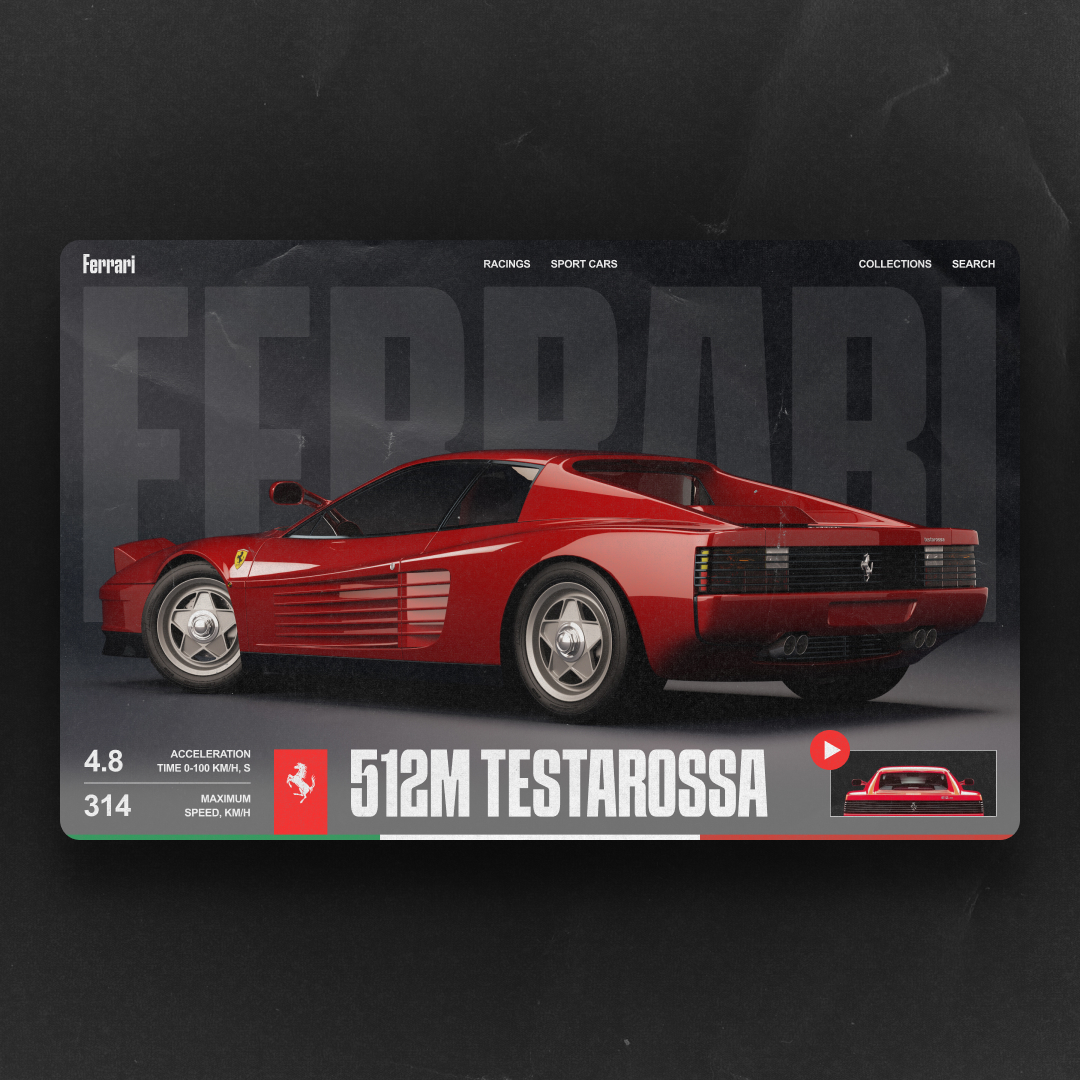 Ferrari
RACINGS
SPORT CARS
COLLECTIONS
SEARCH
FERRARI
Testarossa
4.8
ACCELERATION
TIME 0-100 KM/H, S
314
MAXIMUM
SPEED, KM/H
512M TESTAROSSA